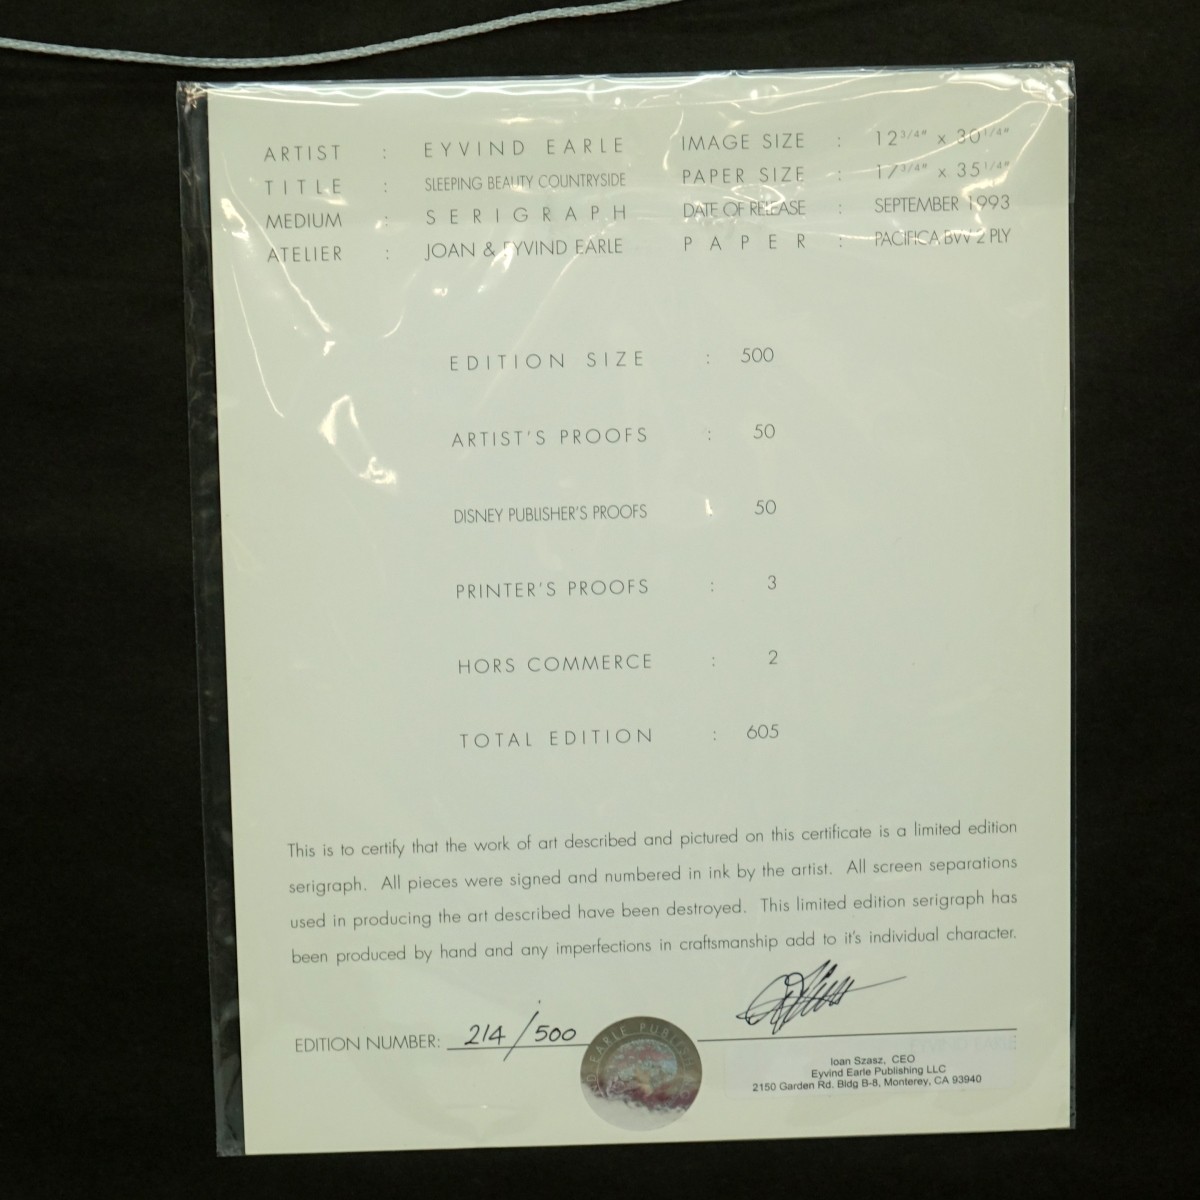 ARTIST : EYVIND EARLE IMAGE SIZE : 12 3/4" x 30 1/4"
TITLE : SLEEPING BEAUTY COUNTRYSIDE PAPER SIZE : 17 3/4" x 35 1/4"
MEDIUM : SERIGRAPH DATE OF RELEASE : SEPTEMBER 1993
ATELIER : JOAN & EYVIND EARLE PAPER : PACIFICA BW 2 PLY
EDITION SIZE : 500
ARTIST'S PROOFS : 50
DISNEY PUBLISHER'S PROOFS : 50
PRINTER'S PROOFS : 3
HORS COMMERCE : 2
TOTAL EDITION : 605
This is to certify that the work of art described and pictured on this certificate is a limited edition
serigraph. All pieces were signed and numbered in ink by the artist. All screen separations
used in producing the art described have been destroyed. This limited edition serigraph has
been produced by hand and any imperfections in craftsmanship add to it's individual character.
EDITION NUMBER: 214/500
EARLE PUBLISHING
Ioan Szasz, CEO
Eyvind Earle Publishing LLC
2150 Garden Rd. Bldg B-8, Monterey, CA 93940